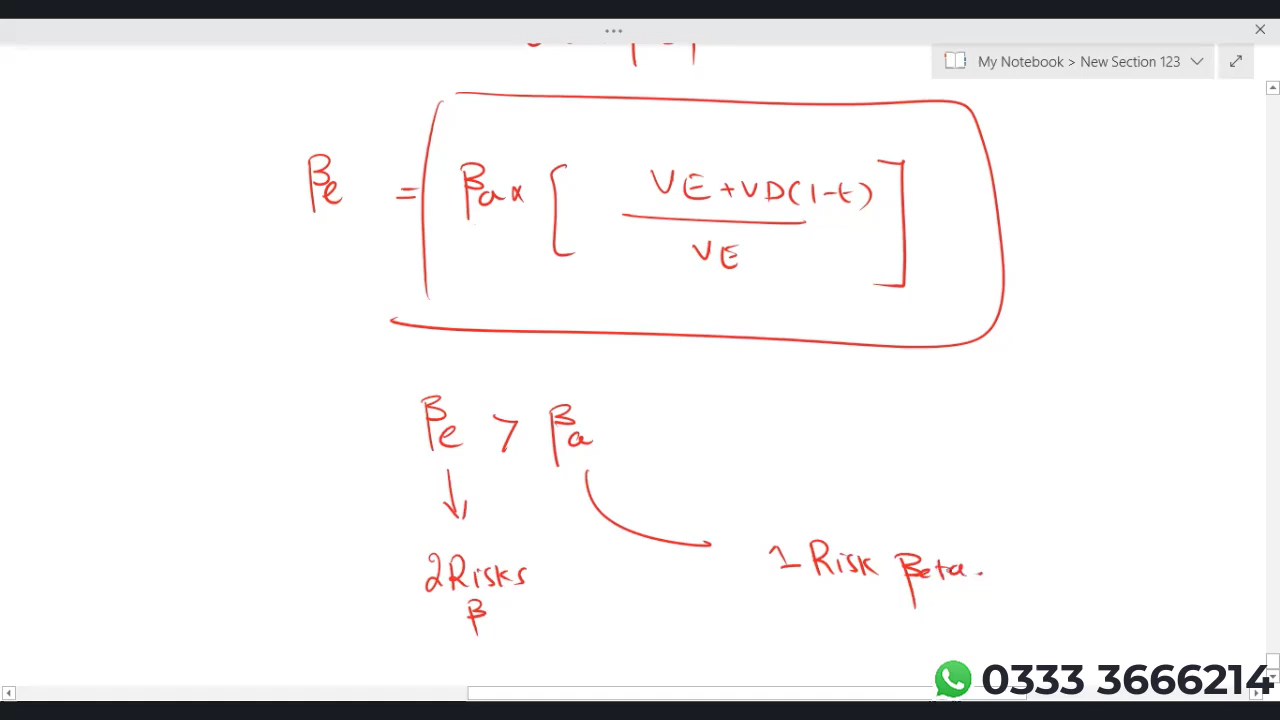 My Notebook > New Section 123
βe = βa × [ VE + VD(1-t)
VE ]
βe > βa
2 Risks
β
1 Risk Beta.
0333 3666214